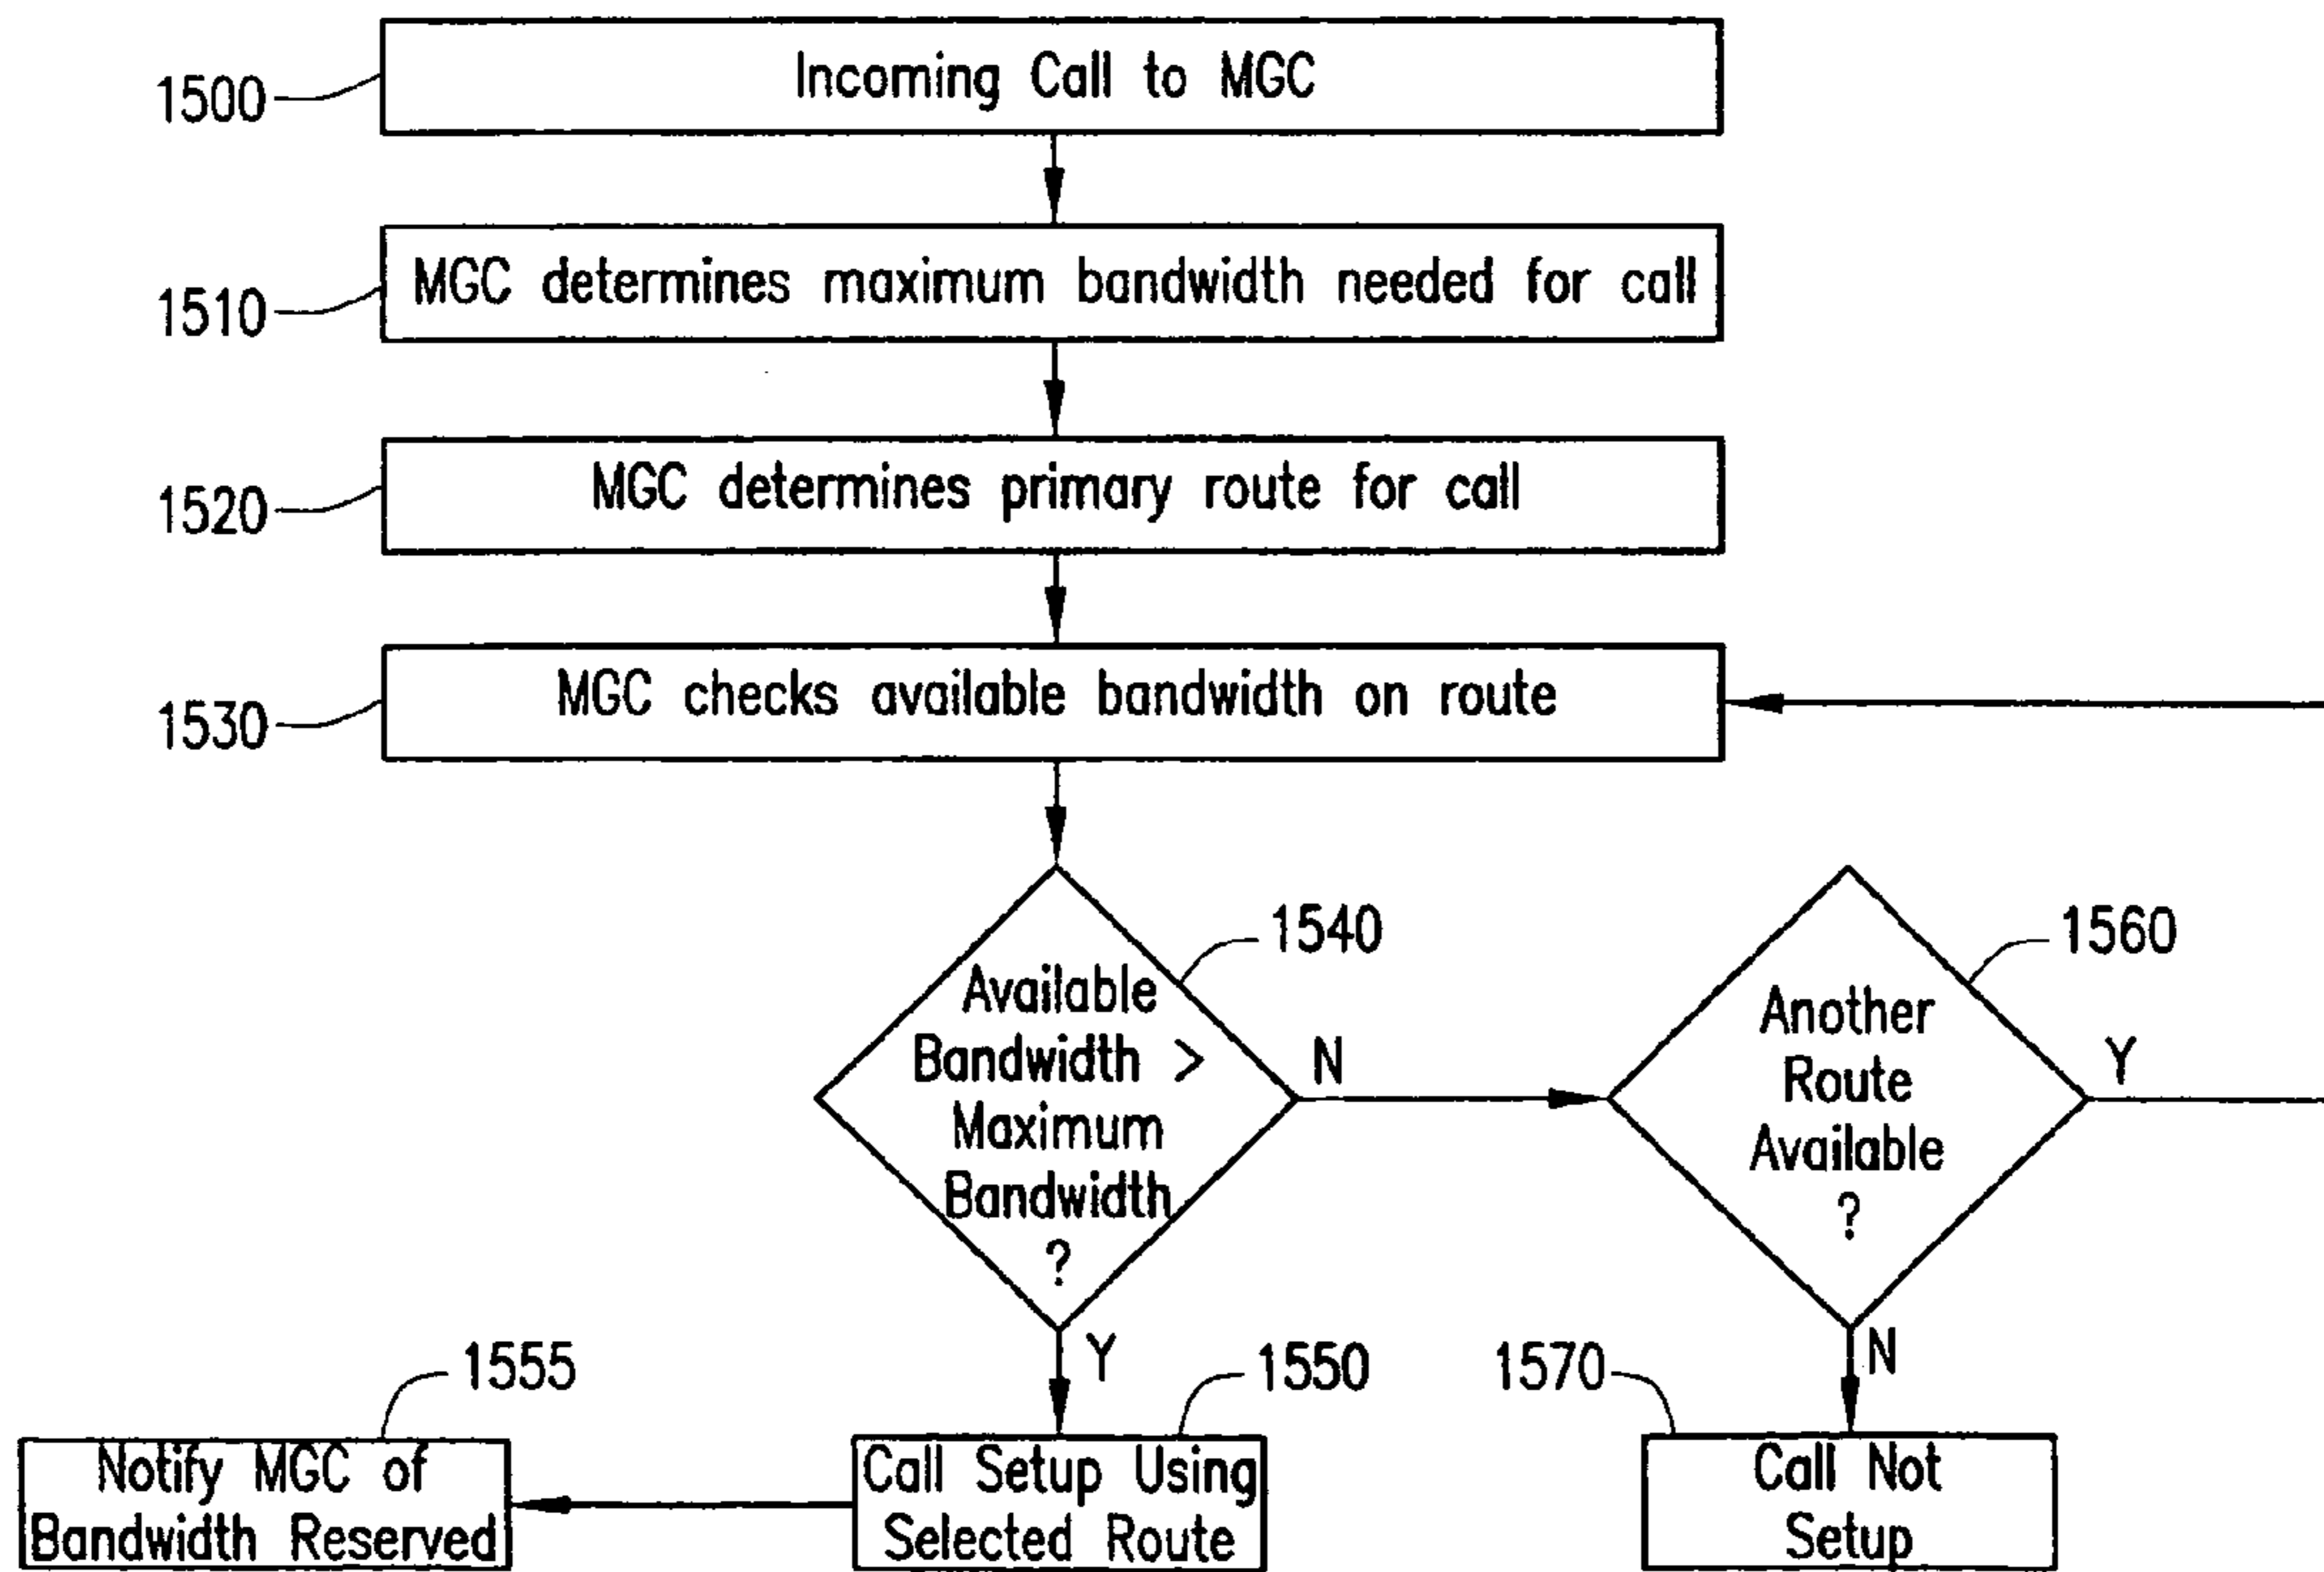 Incoming Call to MGC
1500
MGC determines maximum bandwidth needed for call
1510
MGC determines primary route for call
1520
MGC checks available bandwidth on route
1530
1540
1560
Available
Bandwidth >
Maximum
Bandwidth
?
N
Another
Route
Available
?
Y
Y
N
1555
1550
1570
Notify MGC of
Bandwidth Reserved
Call Setup Using
Selected Route
Call Not
Setup